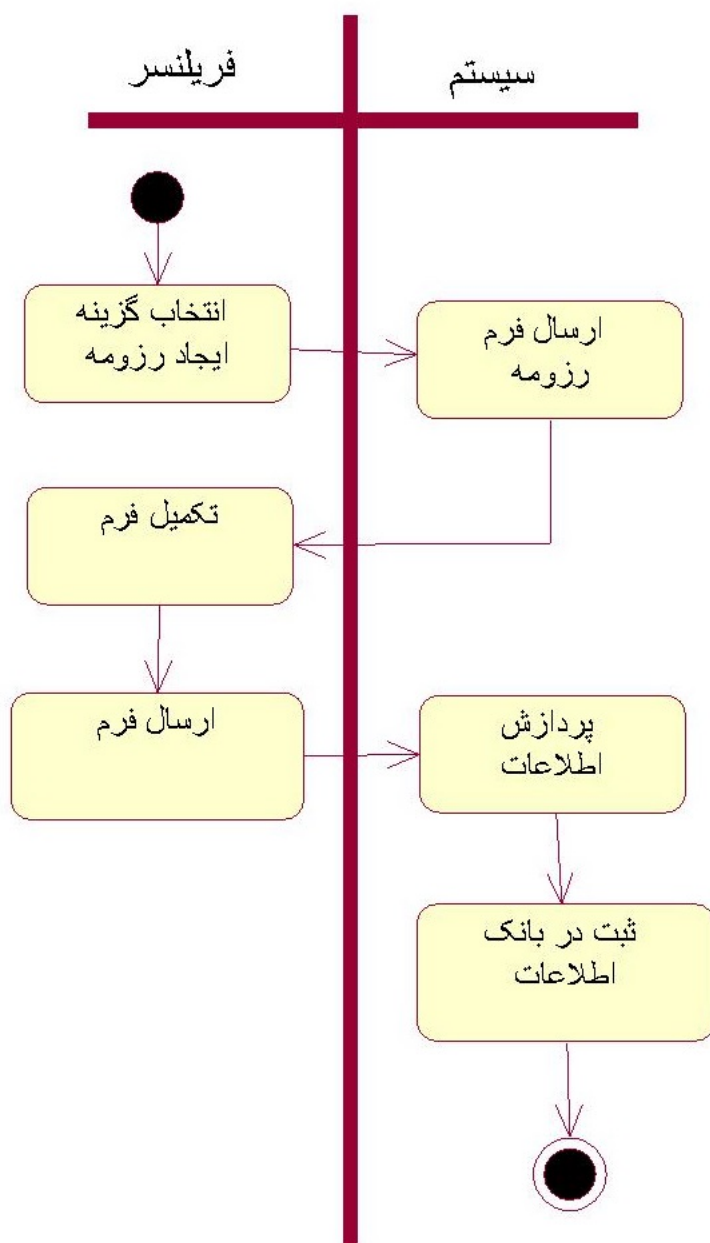 فریلنسر
سیستم
انتخاب گزینه
ایجاد رزومه
ارسال فرم
رزومه
تکمیل فرم
ارسال فرم
پردازش
اطلاعات
ثبت در بانک
اطلاعات